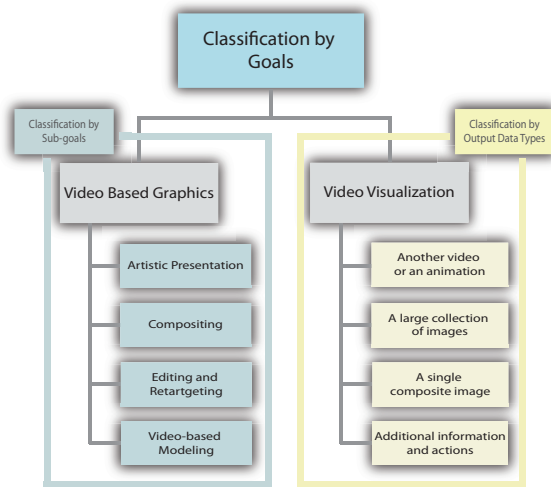 Classification by
Goals
Classification by
Sub-goals
Classification by
Output Data Types
Video Based Graphics
Video Visualization
Artistic Presentation
Compositing
Editing and
Retartgeting
Video-based
Modeling
Another video
or an animation
A large collection
of images
A single
composite image
Additional information
and actions